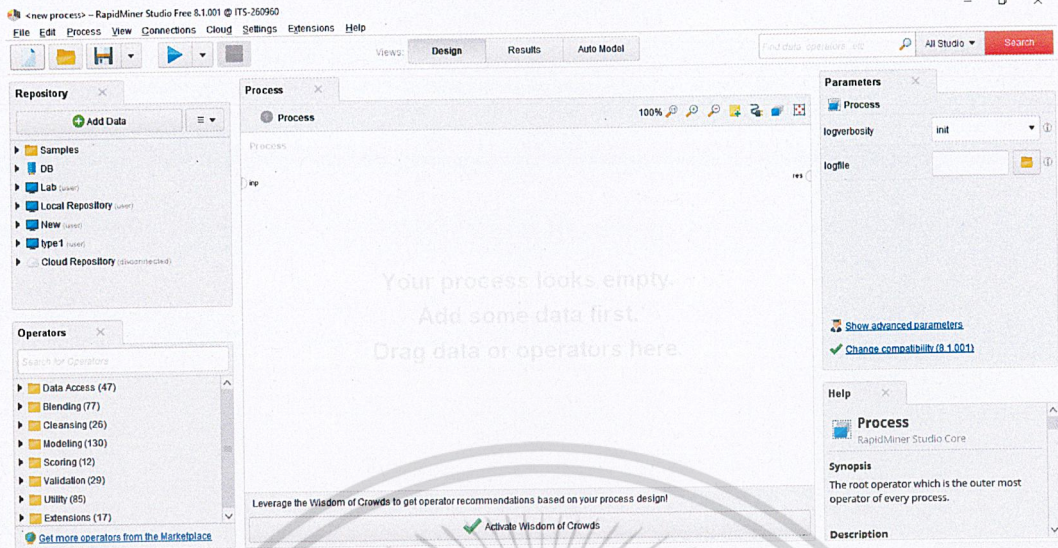 <new process> – RapidMiner Studio Free 8.1.001 @ ITS-260960
File Edit Process View Connections Cloud Settings Extensions Help
Views: Design Results Auto Model
Find data, operators...etc All Studio Search
Repository
Add Data
Samples
DB
Lab (user)
Local Repository (user)
New (user)
type1 (user)
Cloud Repository (disconnected)
Operators
Search for Operators
Data Access (47)
Blending (77)
Cleansing (26)
Modeling (130)
Scoring (12)
Validation (29)
Utility (85)
Extensions (17)
Get more operators from the Marketplace
Process
Process 100%
Process
inp res
Your process looks empty.
Add some data first.
Drag data or operators here.
Leverage the Wisdom of Crowds to get operator recommendations based on your process design!
Activate Wisdom of Crowds
Parameters
Process
logverbosity init
logfile
Show advanced parameters
Change compatibility (8.1.001)
Help
Process
RapidMiner Studio Core
Synopsis
The root operator which is the outer most
operator of every process.
Description